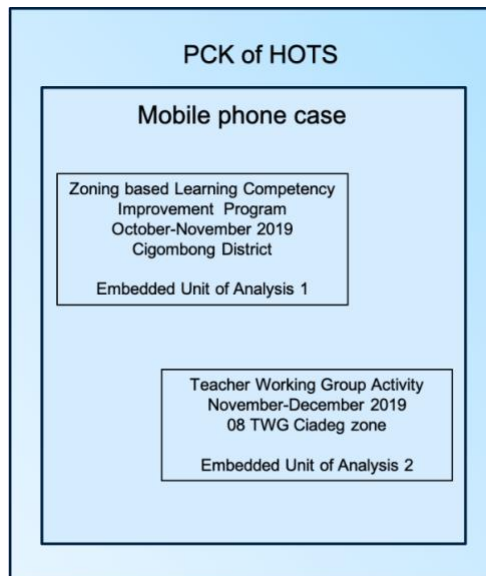 PCK of HOTS
Mobile phone case
Zoning based Learning Competency
Improvement Program
October-November 2019
Cigombong District
Embedded Unit of Analysis 1
Teacher Working Group Activity
November-December 2019
08 TWG Ciadeg zone
Embedded Unit of Analysis 2